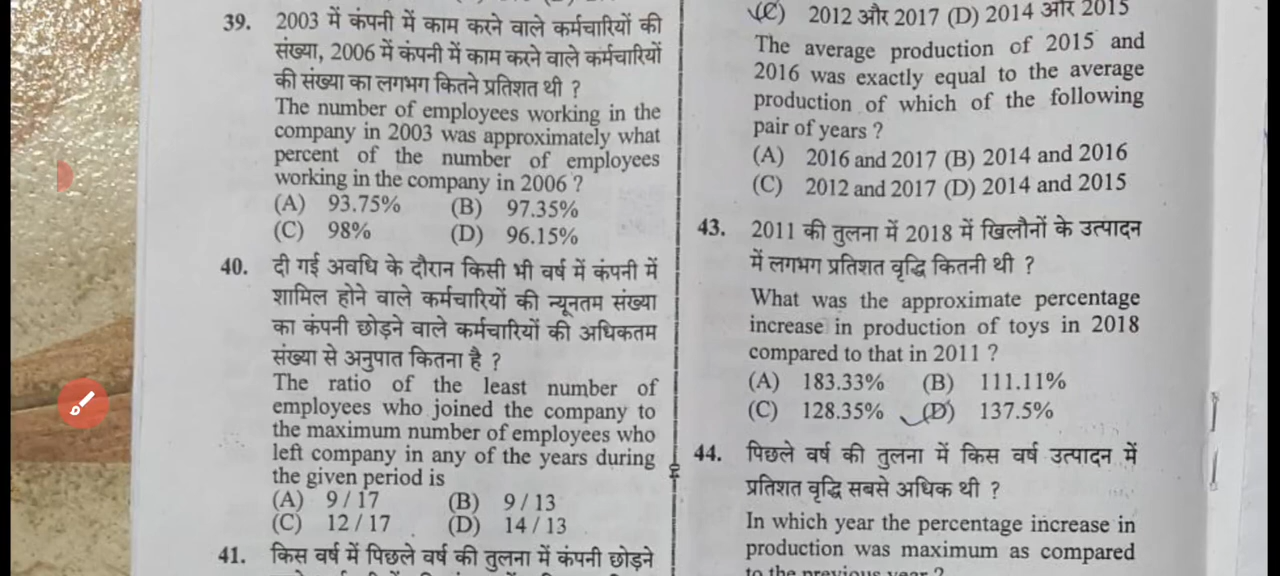 39. 2003 में कंपनी में काम करने वाले कर्मचारियों की
संख्या, 2006 में कंपनी में काम करने वाले कर्मचारियों
की संख्या का लगभग कितने प्रतिशत थी ?
The number of employees working in the
company in 2003 was approximately what
percent of the number of employees
working in the company in 2006 ?
(A) 93.75% (B) 97.35%
(C) 98% (D) 96.15%
40. दी गई अवधि के दौरान किसी भी वर्ष में कंपनी में
शामिल होने वाले कर्मचारियों की न्यूनतम संख्या
का कंपनी छोड़ने वाले कर्मचारियों की अधिकतम
संख्या से अनुपात कितना है ?
The ratio of the least number of
employees who joined the company to
the maximum number of employees who
left company in any of the years during
the given period is
(A) 9 / 17 (B) 9 / 13
(C) 12 / 17 (D) 14 / 13
41. किस वर्ष में पिछले वर्ष की तुलना में कंपनी छोड़ने
(C) 2012 और 2017 (D) 2014 और 2015
The average production of 2015 and
2016 was exactly equal to the average
production of which of the following
pair of years ?
(A) 2016 and 2017 (B) 2014 and 2016
(C) 2012 and 2017 (D) 2014 and 2015
43. 2011 की तुलना में 2018 में खिलौनों के उत्पादन
में लगभग प्रतिशत वृद्धि कितनी थी ?
What was the approximate percentage
increase in production of toys in 2018
compared to that in 2011 ?
(A) 183.33% (B) 111.11%
(C) 128.35% (D) 137.5%
44. पिछले वर्ष की तुलना में किस वर्ष उत्पादन में
प्रतिशत वृद्धि सबसे अधिक थी ?
In which year the percentage increase in
production was maximum as compared
to the previous year ?